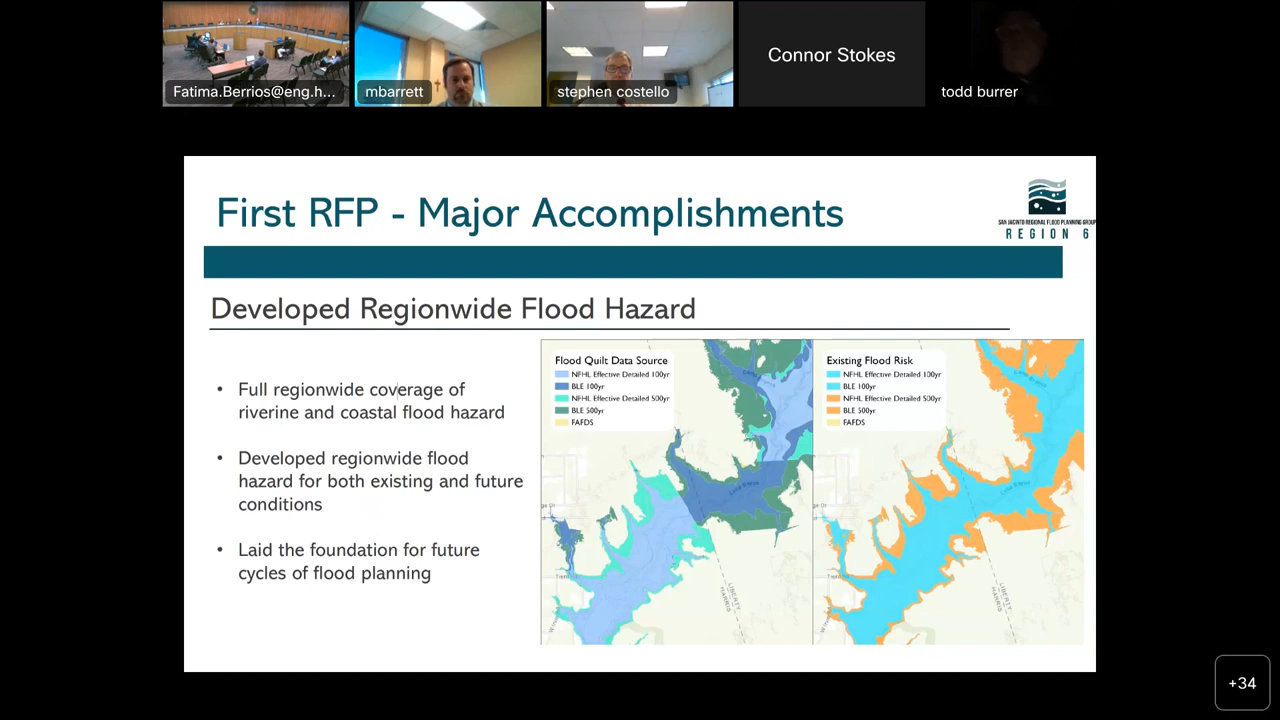 Fatima.Berrios@eng.h...
mbarrett
stephen costello
Connor Stokes
todd burrer
First RFP - Major Accomplishments
SAN JACINTO REGIONAL FLOOD PLANNING GROUP
REGION 6
Developed Regionwide Flood Hazard
• Full regionwide coverage of
riverine and coastal flood hazard
• Developed regionwide flood
hazard for both existing and future
conditions
• Laid the foundation for future
cycles of flood planning
Flood Quilt Data Source
NFHL Effective Detailed 100yr
BLE 100yr
NFHL Effective Detailed 500yr
BLE 500yr
FAFDS
LIBERTY
HARRIS
Existing Flood Risk
NFHL Effective Detailed 100yr
BLE 100yr
NFHL Effective Detailed 500yr
BLE 500yr
FAFDS
LIBERTY
HARRIS
+34